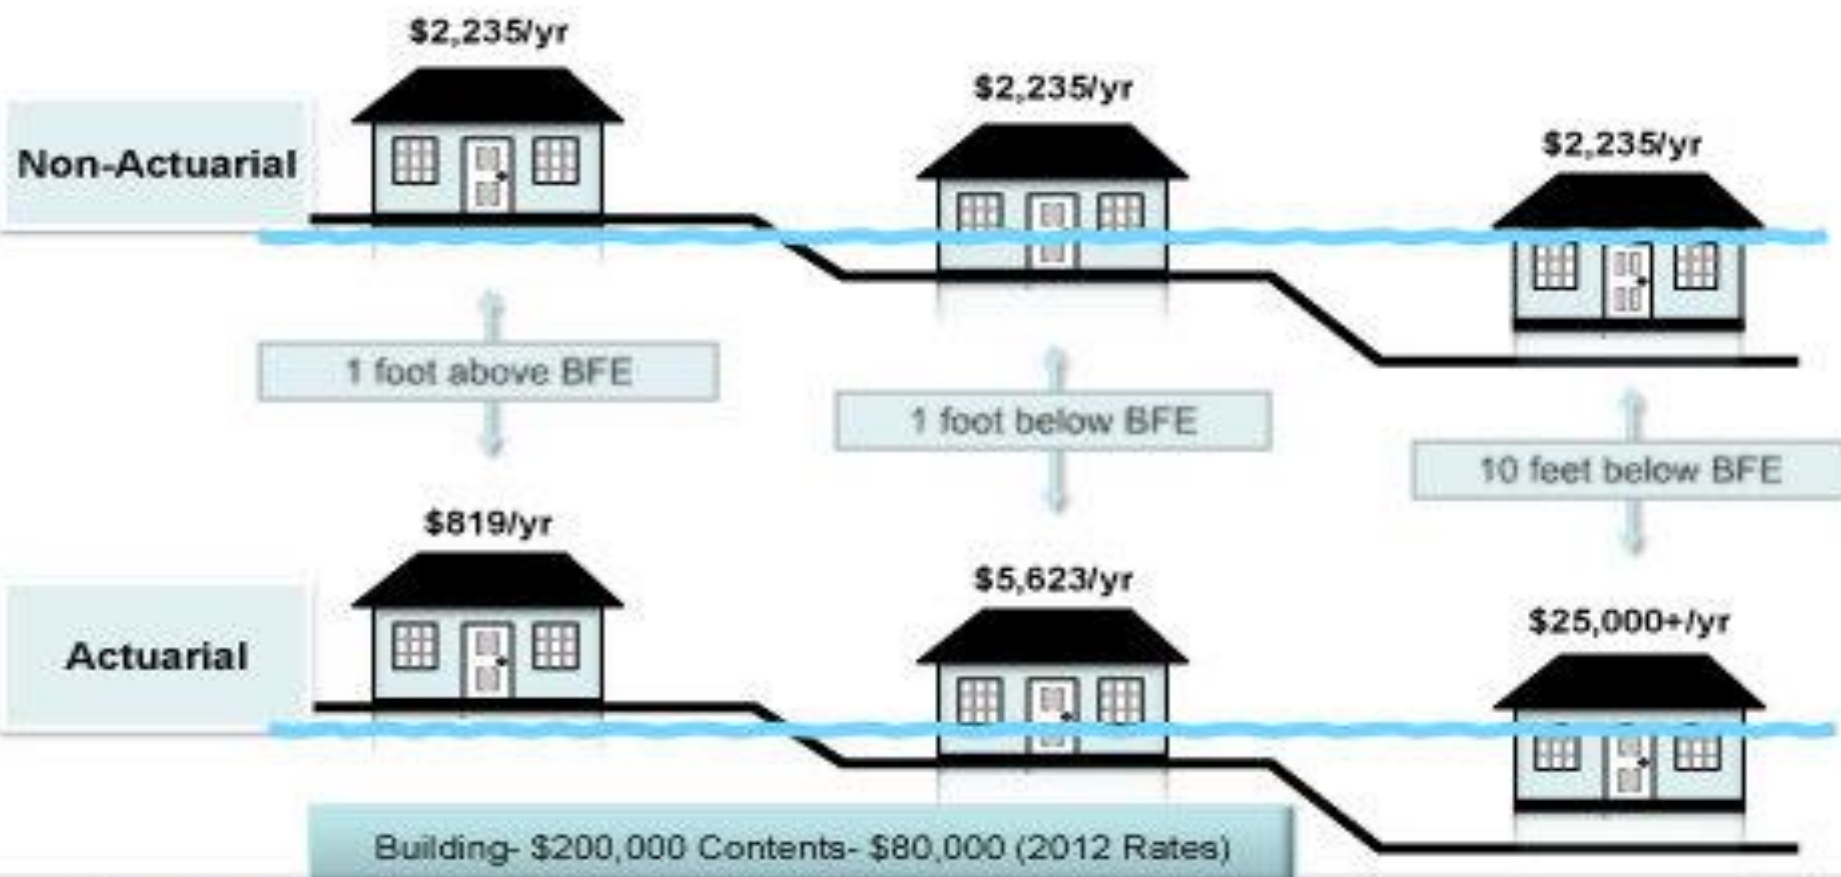 $2,235/yr
$2,235/yr
$2,235/yr
Non-Actuarial
1 foot above BFE
1 foot below BFE
10 feet below BFE
$819/yr
$5,623/yr
$25,000+/yr
Actuarial
Building- $200,000 Contents- $80,000 (2012 Rates)